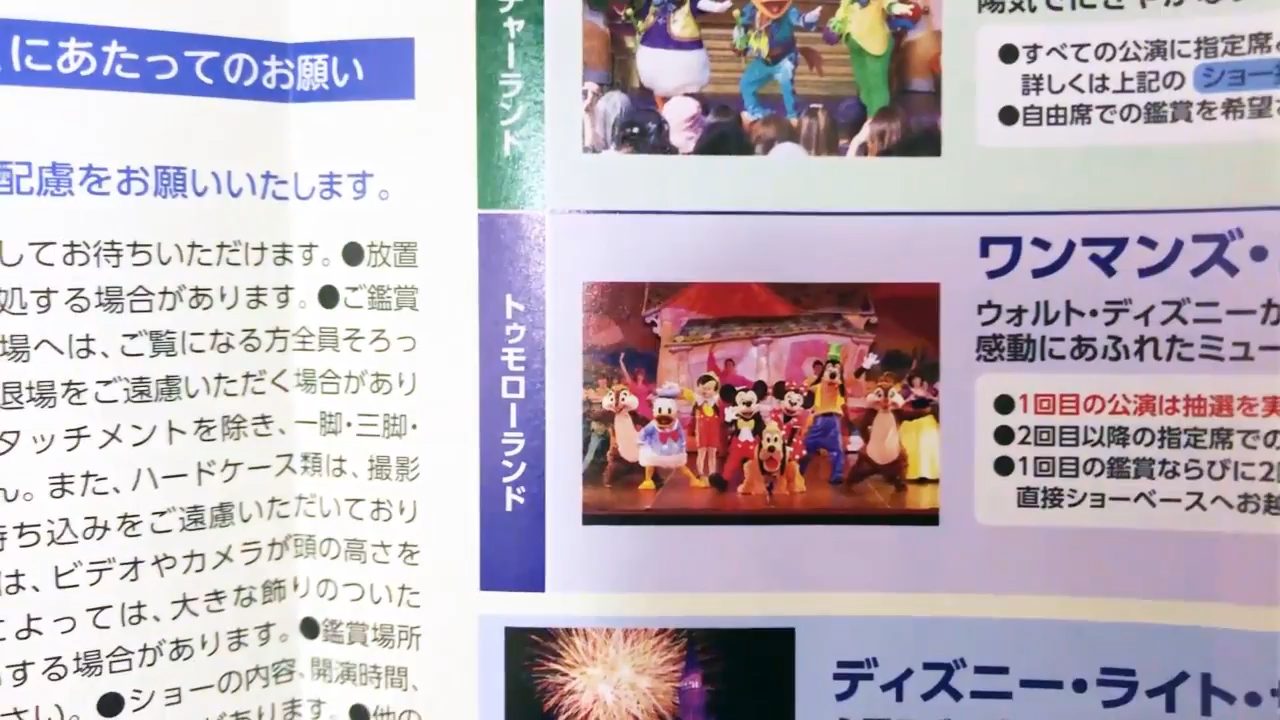 にあたってのお願い
配慮をお願いいたします。
してお待ちいただけます。●放置
処する場合があります。●ご鑑賞
場へは、ご覧になる方全員そろっ
退場をご遠慮いただく場合があり
タッチメントを除き、一脚・三脚・
ん。また、ハードケース類は、撮影
持ち込みをご遠慮いただいており
は、ビデオやカメラが頭の高さを
によっては、大きな飾りのついた
する場合があります。●鑑賞場所
さい。●ショーの内容、開演時間、
があります。●他の
チャーランド
●すべての公演に指定席
詳しくは上記の ショー
●自由席での鑑賞を希望
トゥモローランド
ワンマンズ・
ウォルト・ディズニーが
感動にあふれたミュー
●1回目の公演は抽選を実
●2回目以降の指定席での
●1回目の鑑賞ならびに2
直接ショーベースへお越
ディズニー・ライト・